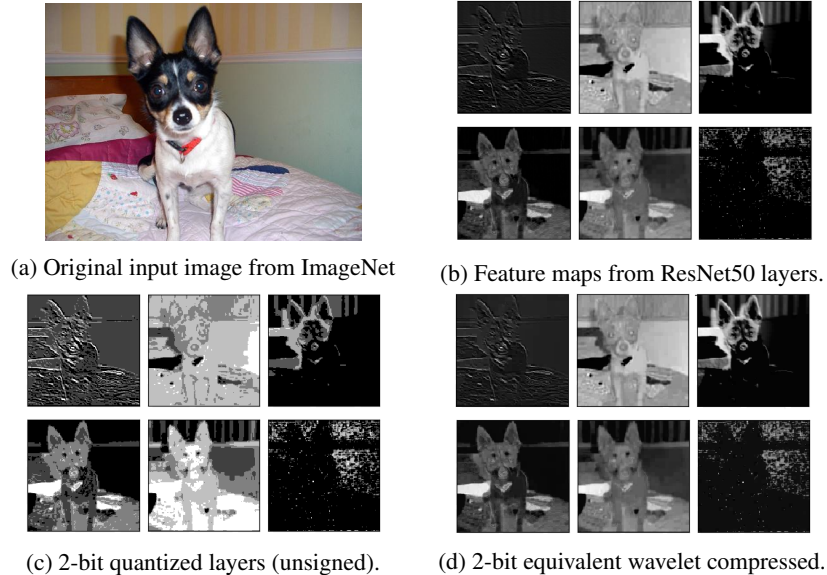 (a) Original input image from ImageNet
(b) Feature maps from ResNet50 layers.
(c) 2-bit quantized layers (unsigned).
(d) 2-bit equivalent wavelet compressed.